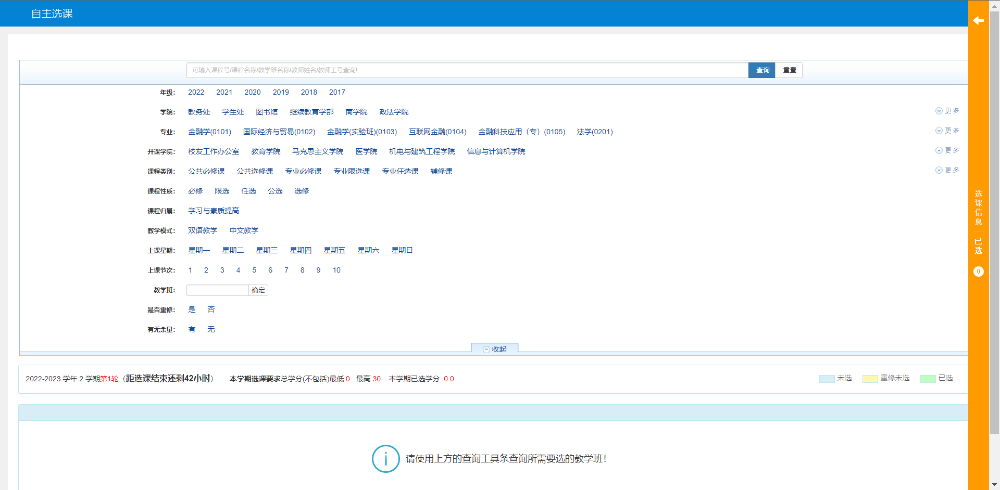 自主选课
可输入课程号/课程名称/教学班名称/教师姓名/教师工号查询! 查询 重置
年级: 2022 2021 2020 2019 2018 2017
学院: 教务处 学生处 图书馆 继续教育学部 商学院 政法学院 更多
专业: 金融学(0101) 国际经济与贸易(0102) 金融学(实验班)(0103) 互联网金融(0104) 金融科技应用（专）(0105) 法学(0201) 更多
开课学院: 校友工作办公室 教育学院 马克思主义学院 医学院 机电与建筑工程学院 信息与计算机学院 更多
课程类别: 公共必修课 公共选修课 专业必修课 专业限选课 专业任选课 辅修课 更多
课程性质: 必修 限选 任选 公选 选修
课程归属: 学习与素质提高
教学模式: 双语教学 中文教学
上课星期: 星期一 星期二 星期三 星期四 星期五 星期六 星期日
上课节次: 1 2 3 4 5 6 7 8 9 10
教学班: 确定
是否重修: 是 否
有无余量: 有 无
收起
2022-2023 学年 2 学期第1轮（距选课结束还剩42小时） 本学期选课要求总学分(不包括)最低 0 最高 30 本学期已选学分 0.0 未选 重修未选 已选
请使用上方的查询工具条查询所需要选的教学班！
选课信息
已选
0